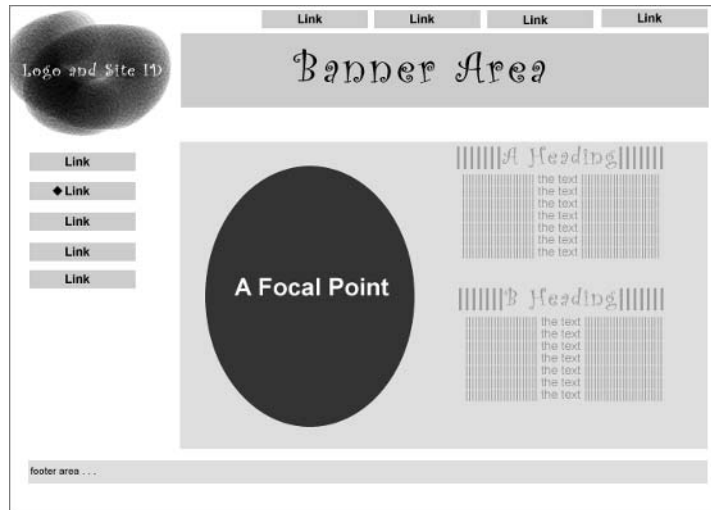 Link Link Link Link
Logo and Site ID
Banner Area
Link
◆Link
Link
Link
Link
A Focal Point
A Heading
the text
the text
the text
the text
the text
the text
the text
B Heading
the text
the text
the text
the text
the text
the text
the text
footer area . . .